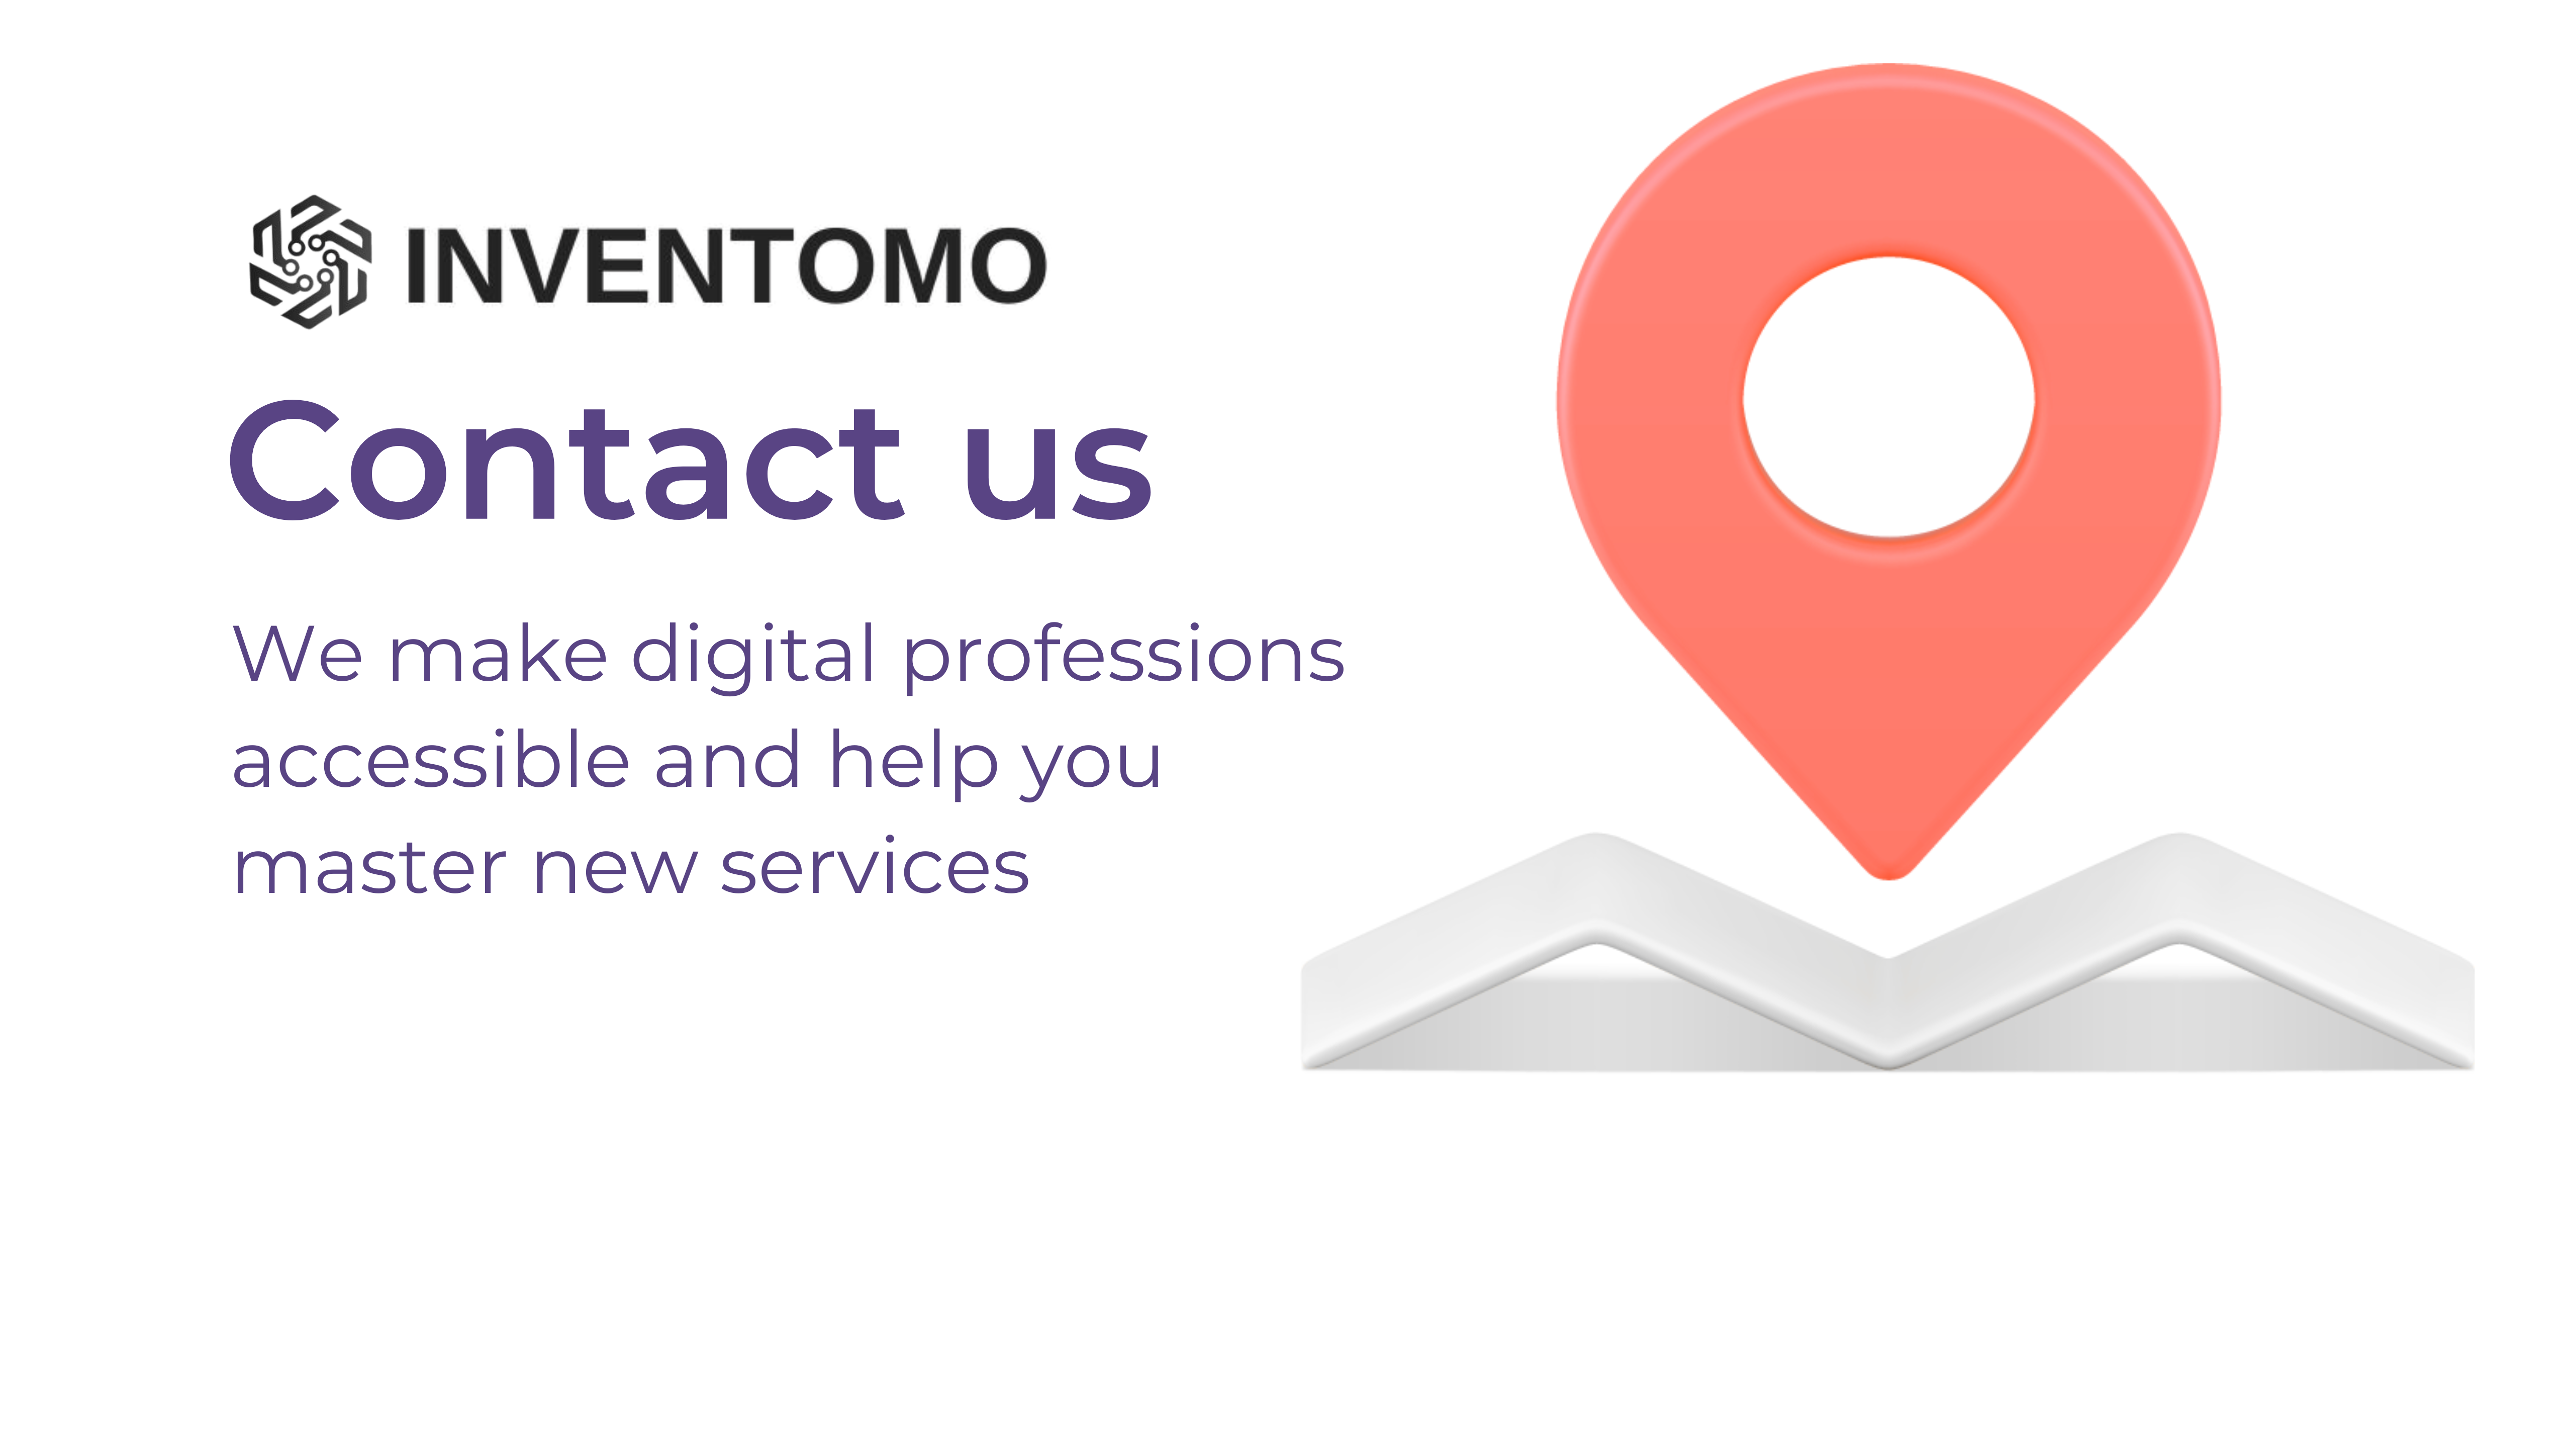 INVENTOMO
Contact us
We make digital professions
accessible and help you
master new services